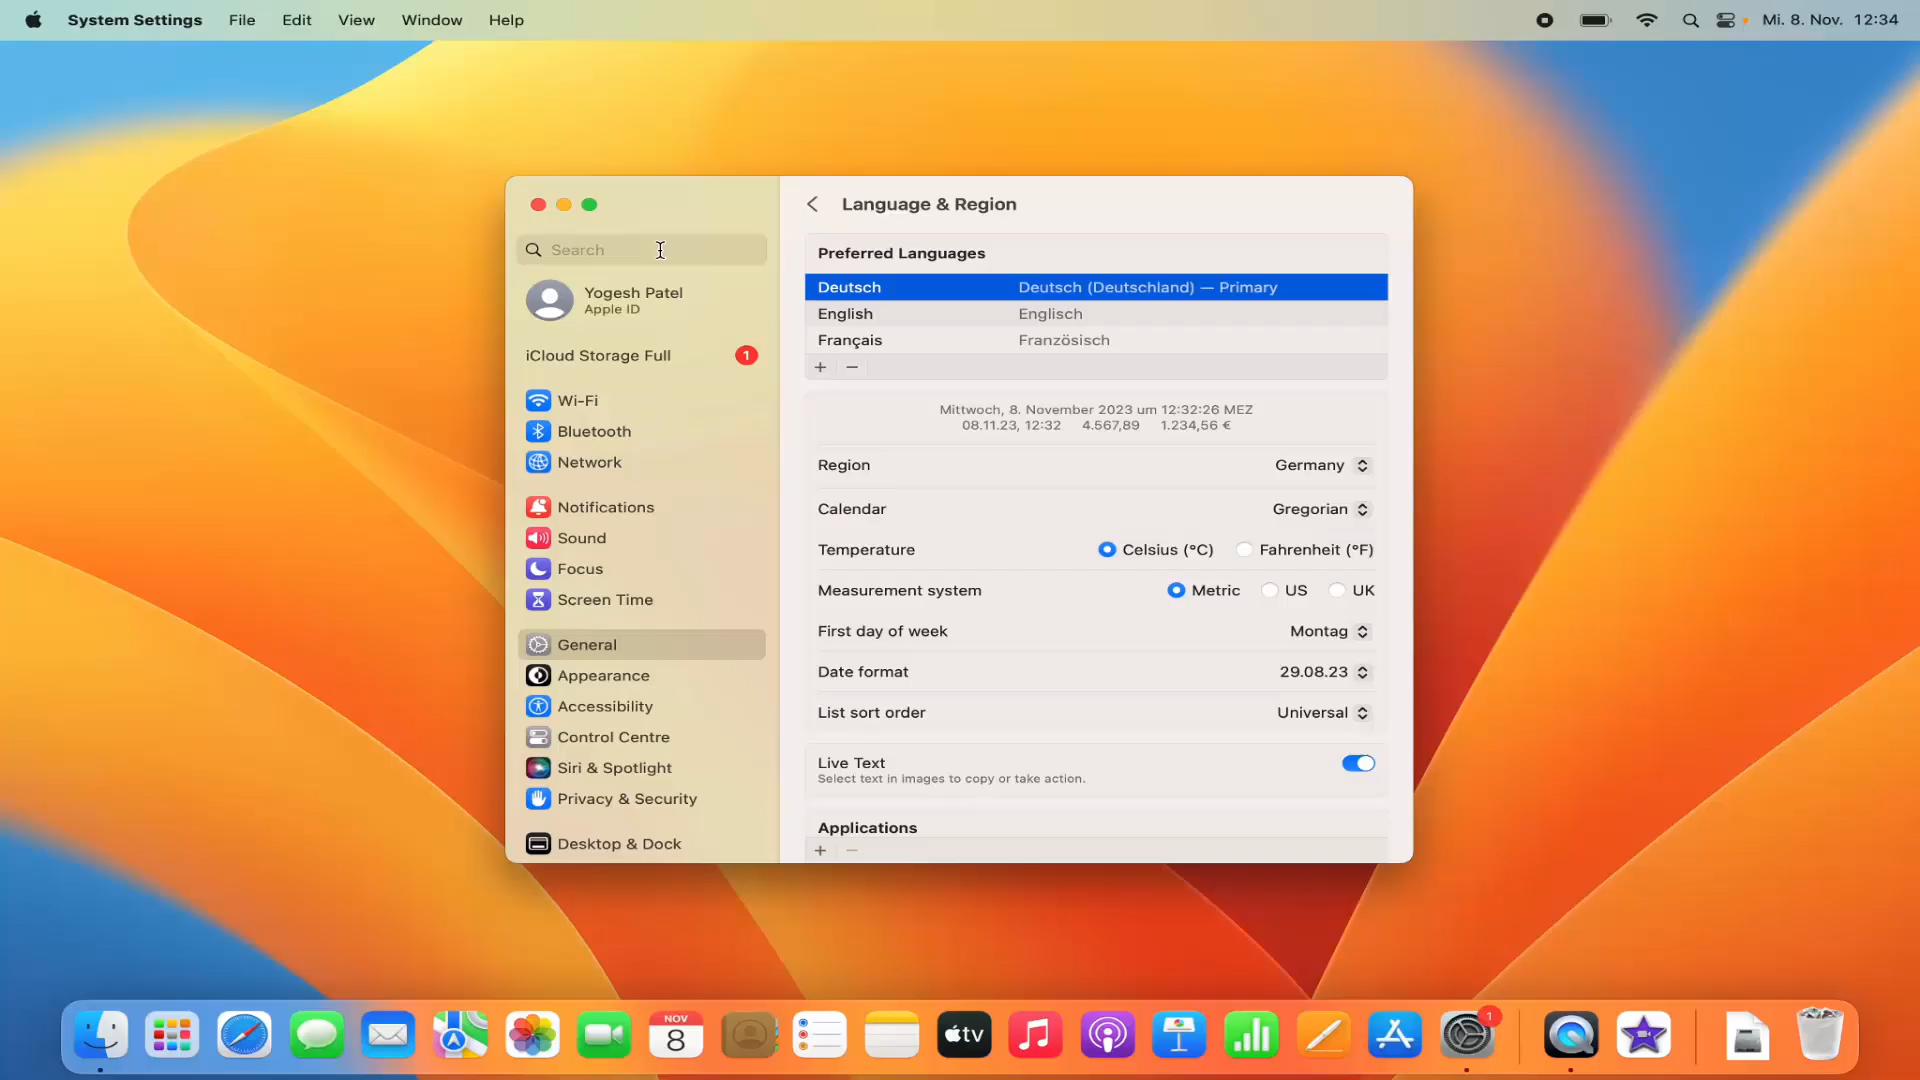 System Settings File Edit View Window Help Mi. 8. Nov. 12:34
Language & Region
Search
Yogesh Patel
Apple ID
iCloud Storage Full 1
Wi-Fi
Bluetooth
Network
Notifications
Sound
Focus
Screen Time
General
Appearance
Accessibility
Control Centre
Siri & Spotlight
Privacy & Security
Desktop & Dock
Preferred Languages
Deutsch Deutsch (Deutschland) — Primary
English Englisch
Français Französisch
+ −
Mittwoch, 8. November 2023 um 12:32:26 MEZ
08.11.23, 12:32 4.567,89 1.234,56 €
Region Germany
Calendar Gregorian
Temperature Celsius (°C) Fahrenheit (°F)
Measurement system Metric US UK
First day of week Montag
Date format 29.08.23
List sort order Universal
Live Text
Select text in images to copy or take action.
Applications
+ −
NOV
8
tv
1